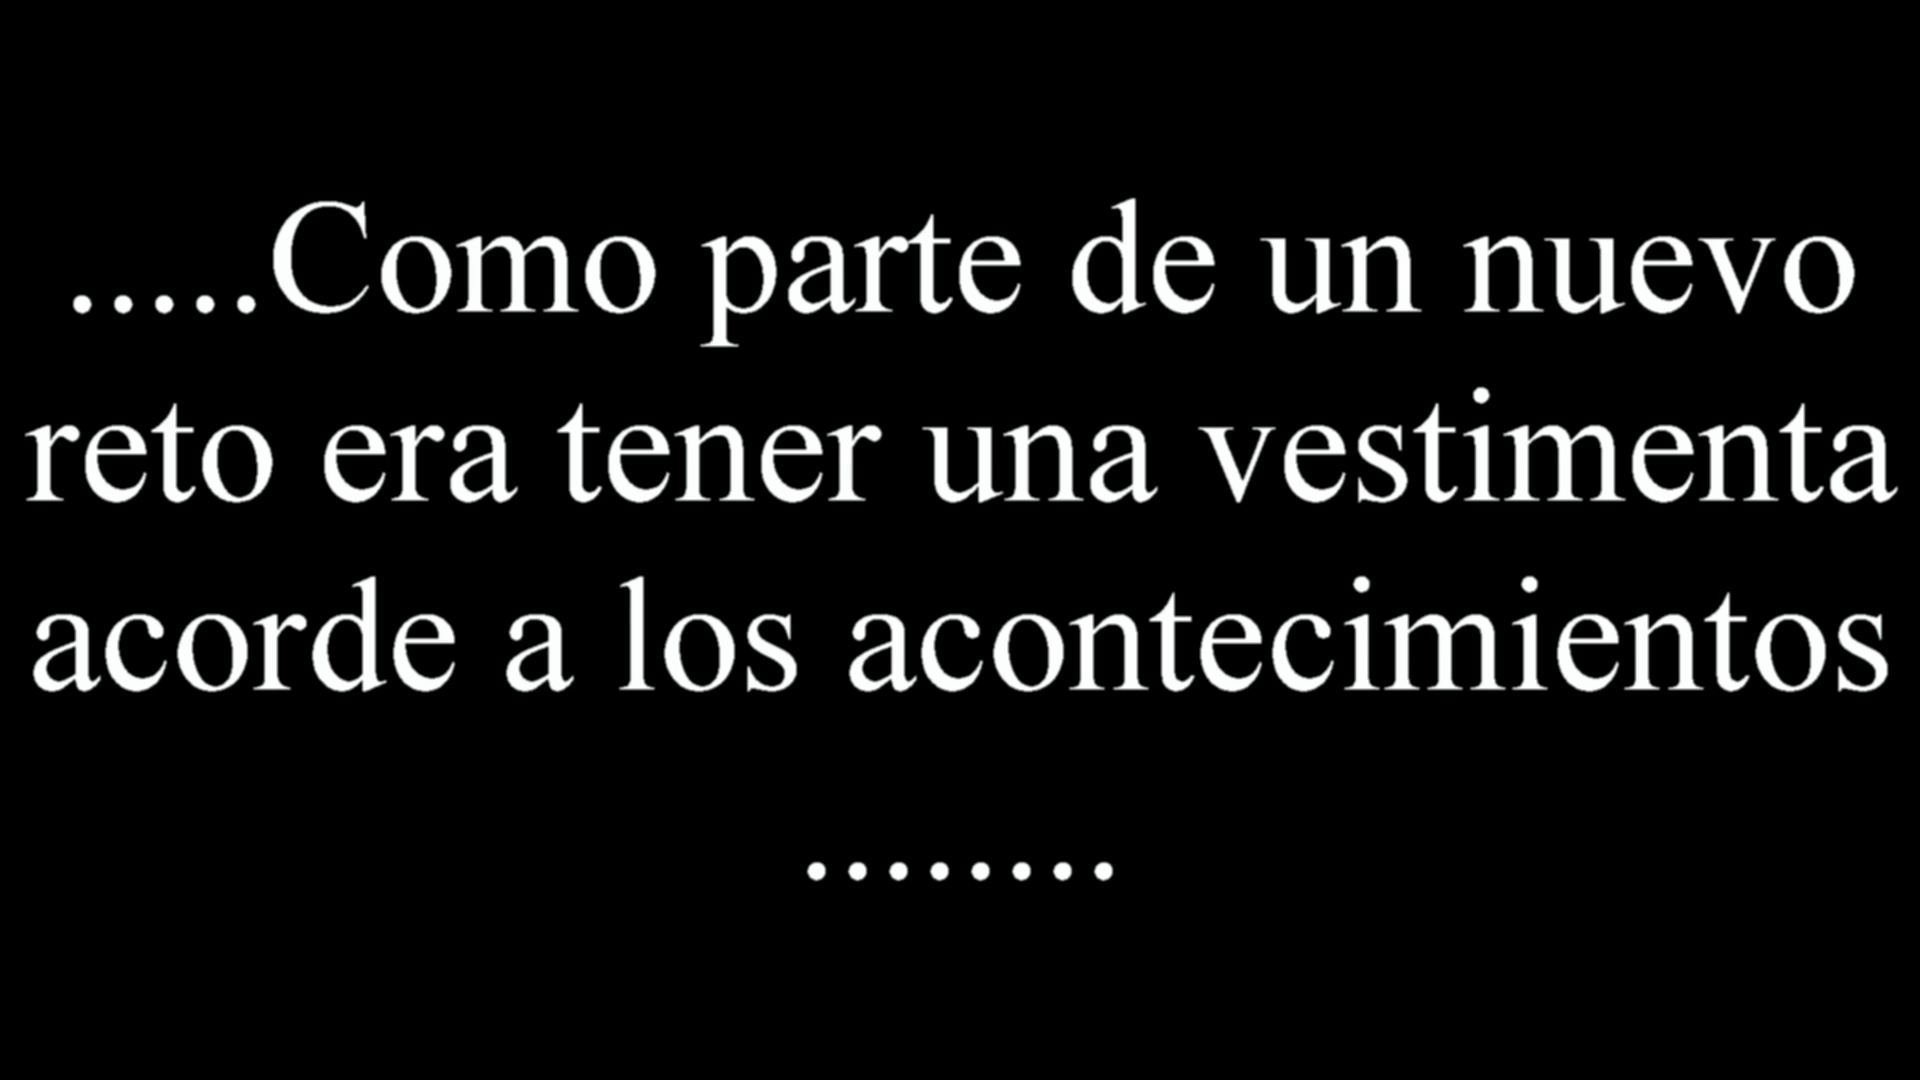 .....Como parte de un nuevo
reto era tener una vestimenta
acorde a los acontecimientos
........